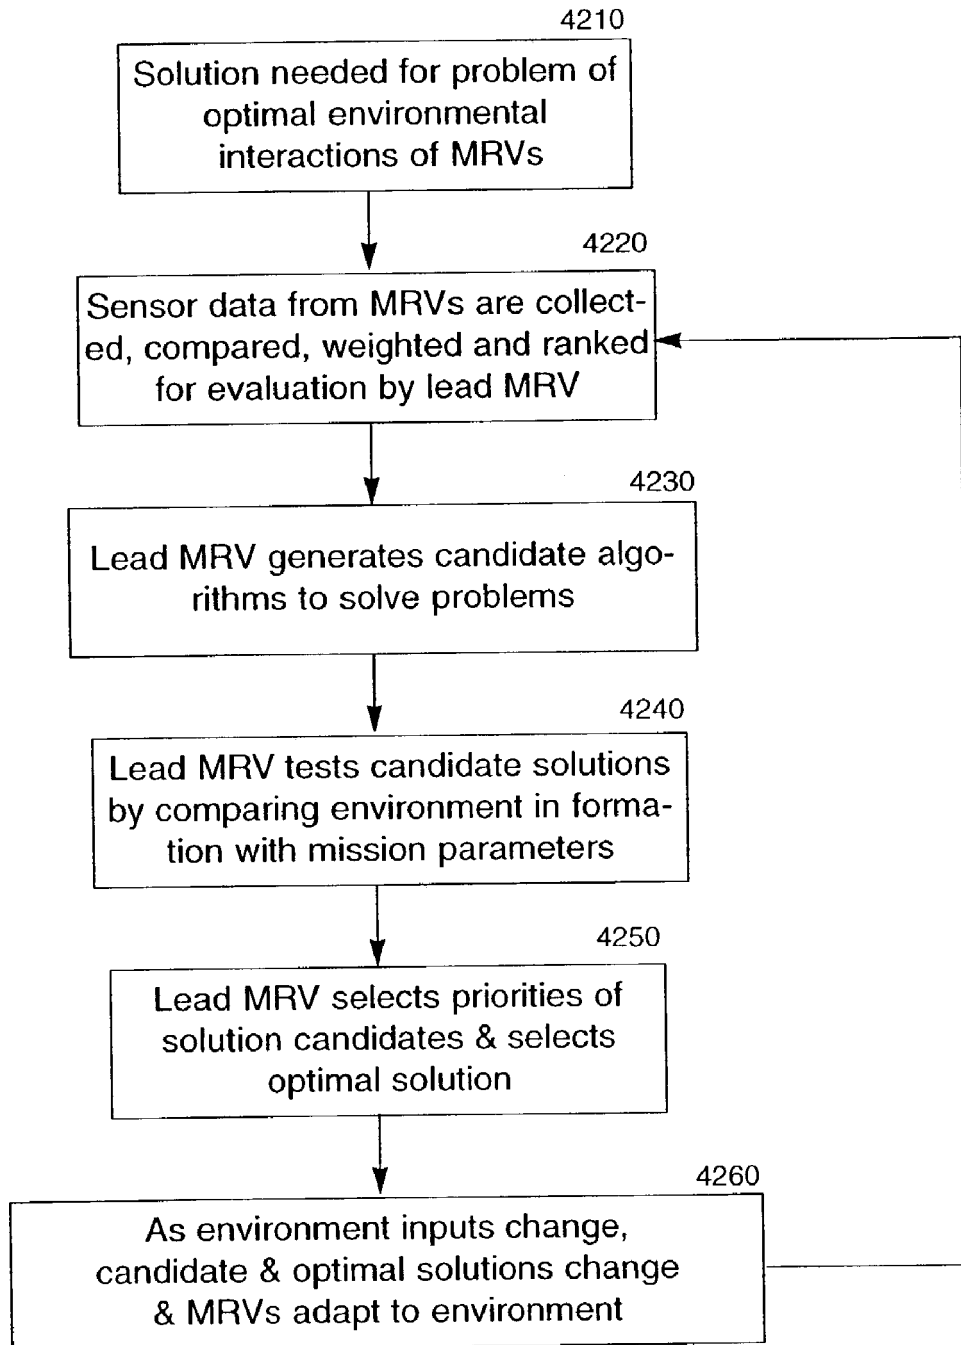 4210
Solution needed for problem of
optimal environmental
interactions of MRVs
4220
Sensor data from MRVs are collect-
ed, compared, weighted and ranked
for evaluation by lead MRV
4230
Lead MRV generates candidate algo-
rithms to solve problems
4240
Lead MRV tests candidate solutions
by comparing environment in forma-
tion with mission parameters
4250
Lead MRV selects priorities of
solution candidates & selects
optimal solution
4260
As environment inputs change,
candidate & optimal solutions change
& MRVs adapt to environment